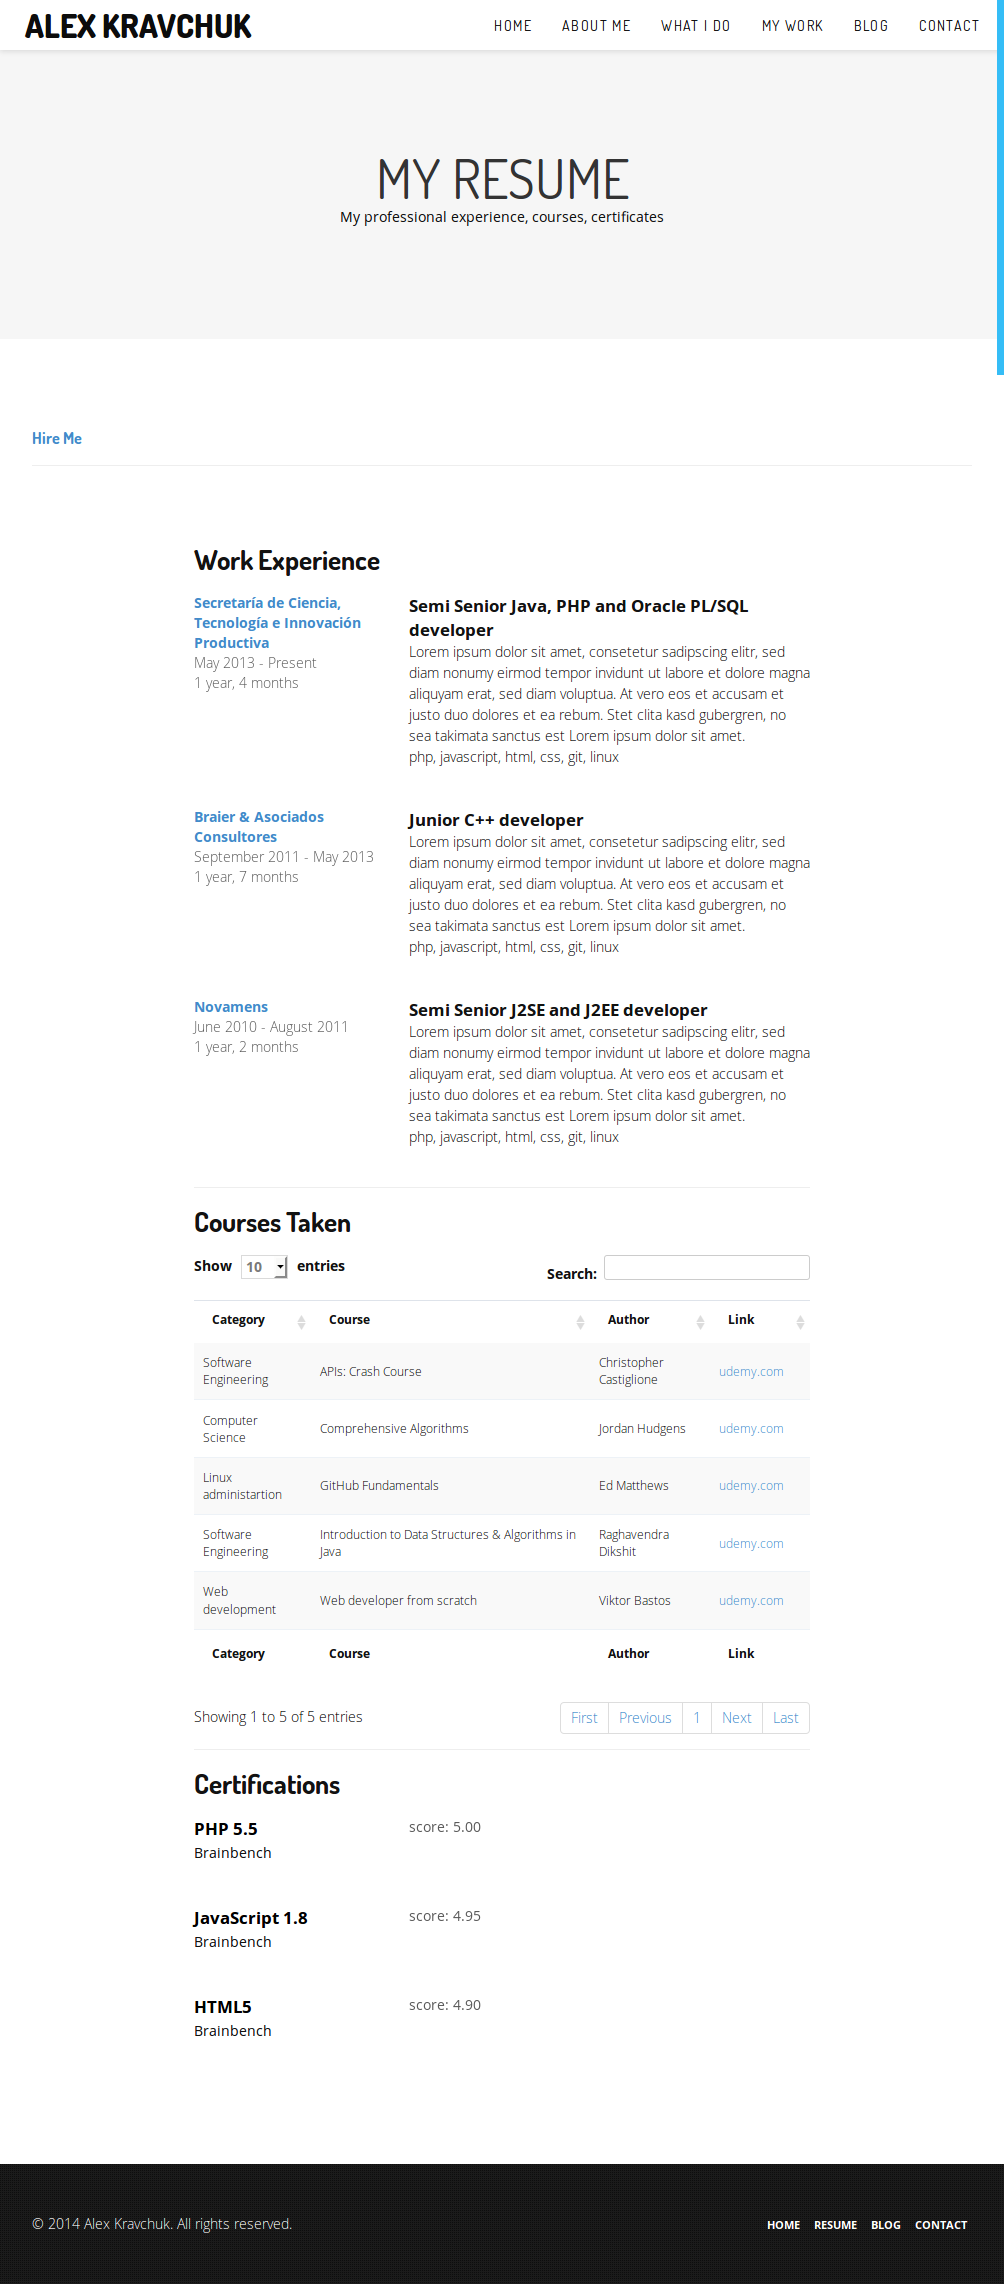 ALEX KRAVCHUK HOME ABOUT ME WHAT I DO MY WORK BLOG CONTACT
MY RESUME
My professional experience, courses, certificates
Hire Me
Work Experience
Secretaría de Ciencia,
Tecnología e Innovación
Productiva
May 2013 - Present
1 year, 4 months
Semi Senior Java, PHP and Oracle PL/SQL
developer
Lorem ipsum dolor sit amet, consetetur sadipscing elitr, sed
diam nonumy eirmod tempor invidunt ut labore et dolore magna
aliquyam erat, sed diam voluptua. At vero eos et accusam et
justo duo dolores et ea rebum. Stet clita kasd gubergren, no
sea takimata sanctus est Lorem ipsum dolor sit amet.
php, javascript, html, css, git, linux
Braier & Asociados
Consultores
September 2011 - May 2013
1 year, 7 months
Junior C++ developer
Lorem ipsum dolor sit amet, consetetur sadipscing elitr, sed
diam nonumy eirmod tempor invidunt ut labore et dolore magna
aliquyam erat, sed diam voluptua. At vero eos et accusam et
justo duo dolores et ea rebum. Stet clita kasd gubergren, no
sea takimata sanctus est Lorem ipsum dolor sit amet.
php, javascript, html, css, git, linux
Novamens
June 2010 - August 2011
1 year, 2 months
Semi Senior J2SE and J2EE developer
Lorem ipsum dolor sit amet, consetetur sadipscing elitr, sed
diam nonumy eirmod tempor invidunt ut labore et dolore magna
aliquyam erat, sed diam voluptua. At vero eos et accusam et
justo duo dolores et ea rebum. Stet clita kasd gubergren, no
sea takimata sanctus est Lorem ipsum dolor sit amet.
php, javascript, html, css, git, linux
Courses Taken
Show 10 entries Search:
Category Course Author Link
Software
Engineering
APIs: Crash Course
Christopher
Castiglione
udemy.com
Computer
Science
Comprehensive Algorithms
Jordan Hudgens
udemy.com
Linux
administartion
GitHub Fundamentals
Ed Matthews
udemy.com
Software
Engineering
Introduction to Data Structures & Algorithms in
Java
Raghavendra
Dikshit
udemy.com
Web
development
Web developer from scratch
Viktor Bastos
udemy.com
Category Course Author Link
Showing 1 to 5 of 5 entries First Previous 1 Next Last
Certifications
PHP 5.5 score: 5.00
Brainbench
JavaScript 1.8 score: 4.95
Brainbench
HTML5 score: 4.90
Brainbench
© 2014 Alex Kravchuk. All rights reserved. HOME RESUME BLOG CONTACT